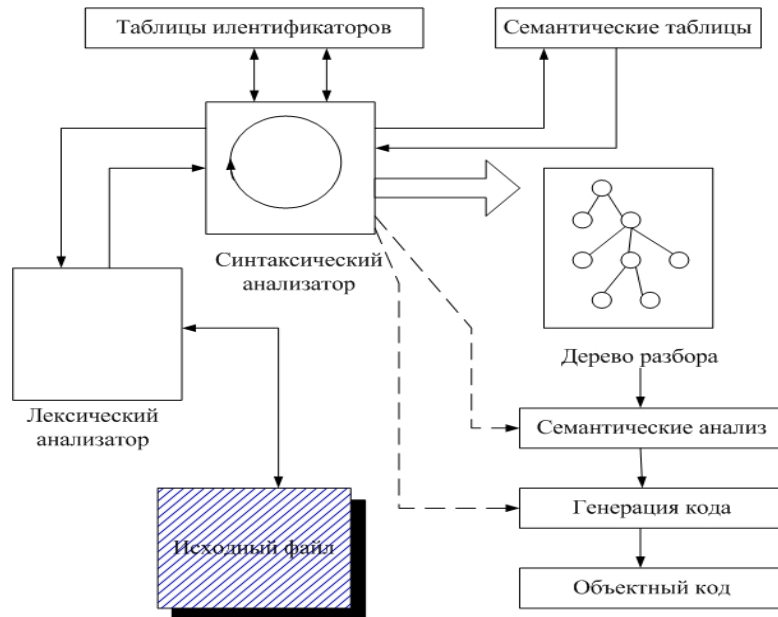 Таблицы илентификаторов
Семантические таблицы
Синтаксический
анализатор
Дерево разбора
Лексический
анализатор
Семантические анализ
Исходный файл
Генерация кода
Объектный код